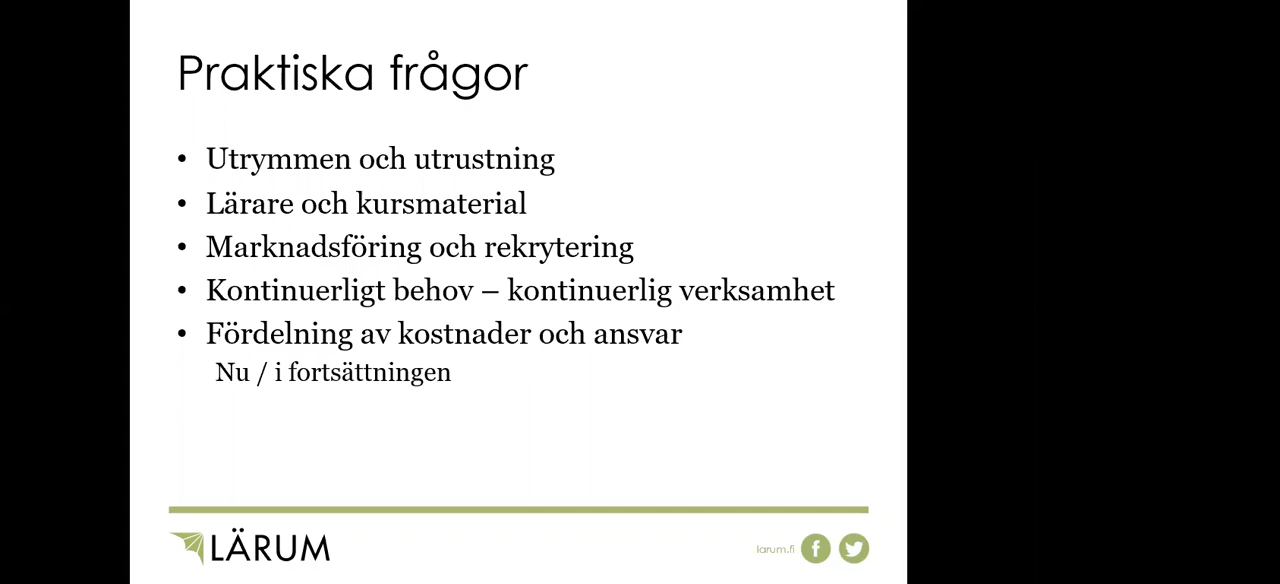 Praktiska frågor
• Utrymmen och utrustning
• Lärare och kursmaterial
• Marknadsföring och rekrytering
• Kontinuerligt behov – kontinuerlig verksamhet
• Fördelning av kostnader och ansvar
Nu / i fortsättningen
LÄRUM
larum.fi